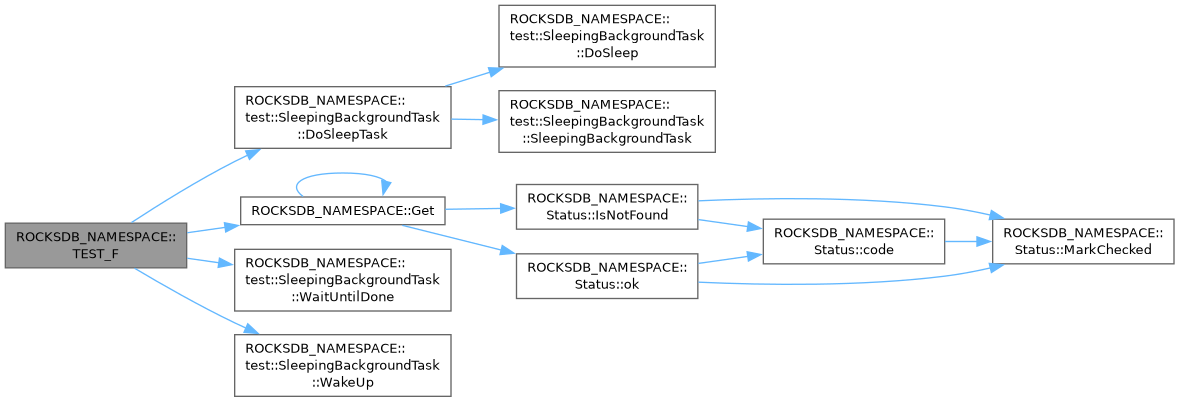 ROCKSDB_NAMESPACE::
TEST_F
ROCKSDB_NAMESPACE::
test::SleepingBackgroundTask
::DoSleepTask
ROCKSDB_NAMESPACE::
test::SleepingBackgroundTask
::DoSleep
ROCKSDB_NAMESPACE::
test::SleepingBackgroundTask
::SleepingBackgroundTask
ROCKSDB_NAMESPACE::Get
ROCKSDB_NAMESPACE::
Status::IsNotFound
ROCKSDB_NAMESPACE::
Status::ok
ROCKSDB_NAMESPACE::
Status::code
ROCKSDB_NAMESPACE::
Status::MarkChecked
ROCKSDB_NAMESPACE::
test::SleepingBackgroundTask
::WaitUntilDone
ROCKSDB_NAMESPACE::
test::SleepingBackgroundTask
::WakeUp